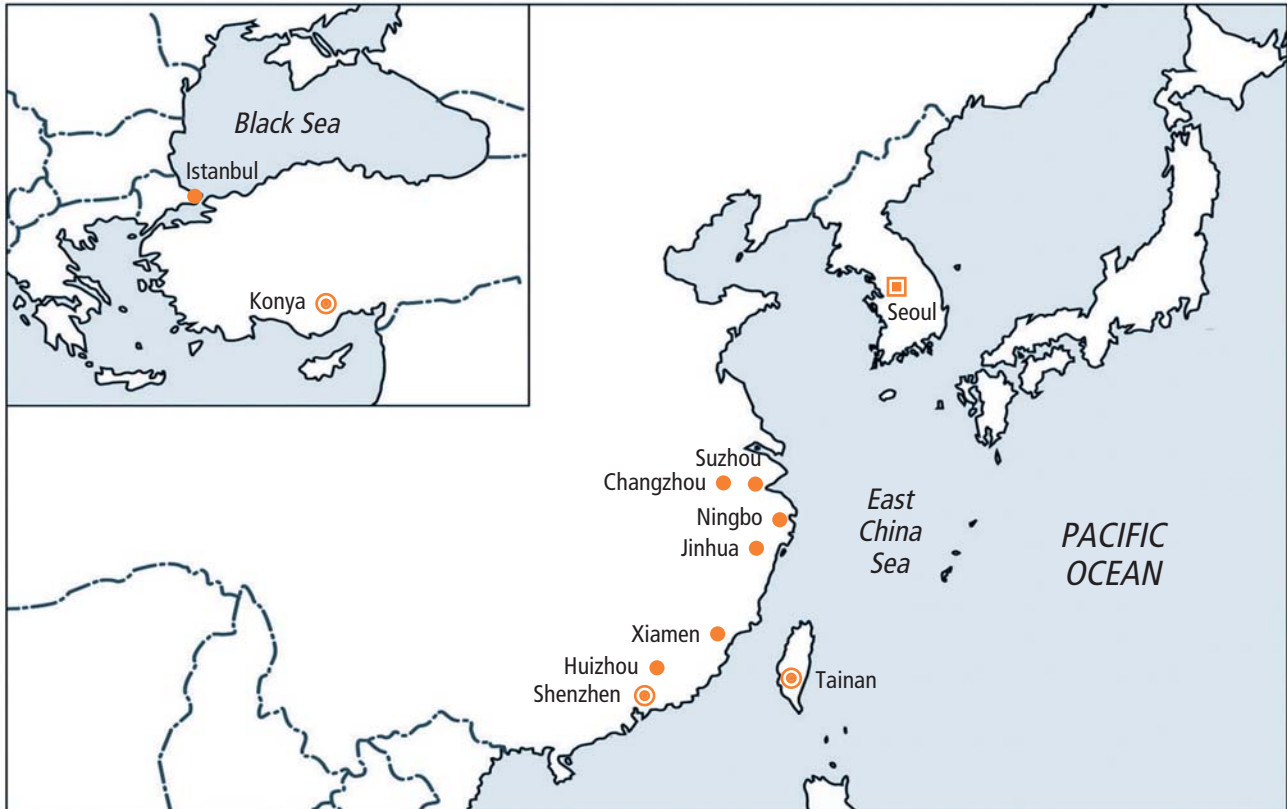 Black Sea
Istanbul
Konya
Seoul
Suzhou
Changzhou
Ningbo
Jinhua
East
China
Sea
PACIFIC
OCEAN
Xiamen
Huizhou
Shenzhen
Tainan